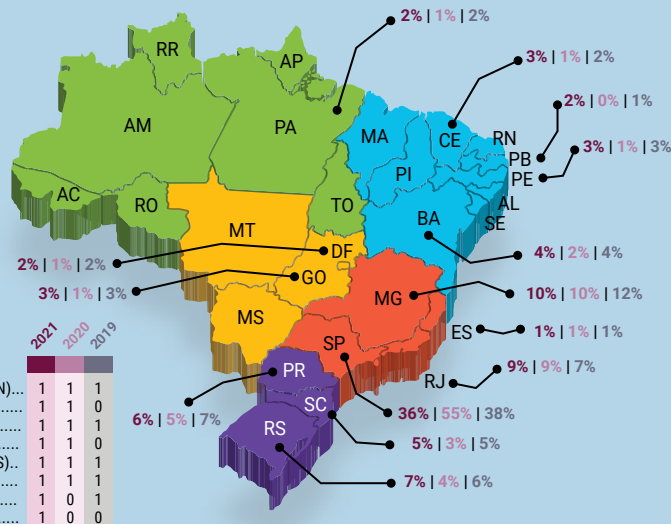 2% | 1% | 2%
RR
AP
3% | 1% | 2%
2% | 0% | 1%
AM
PA
MA
CE
RN
PB
3% | 1% | 3%
PE
PI
AC
RO
TO
AL
SE
MT
BA
DF
4% | 2% | 4%
2% | 1% | 2%
GO
3% | 1% | 3%
MG
10% | 10% | 12%
MS
ES
1% | 1% | 1%
2021 2020 2019
SP
PR
RJ
9% | 9% | 7%
N)... 1 1 1
...... 1 1 0
6% | 5% | 7%
SC
36% | 55% | 38%
...... 1 1 1
RS
...... 1 1 0
5% | 3% | 5%
S).. 1 1 1
...... 1 1 1
7% | 4% | 6%
.... 1 0 1
..... 1 0 0